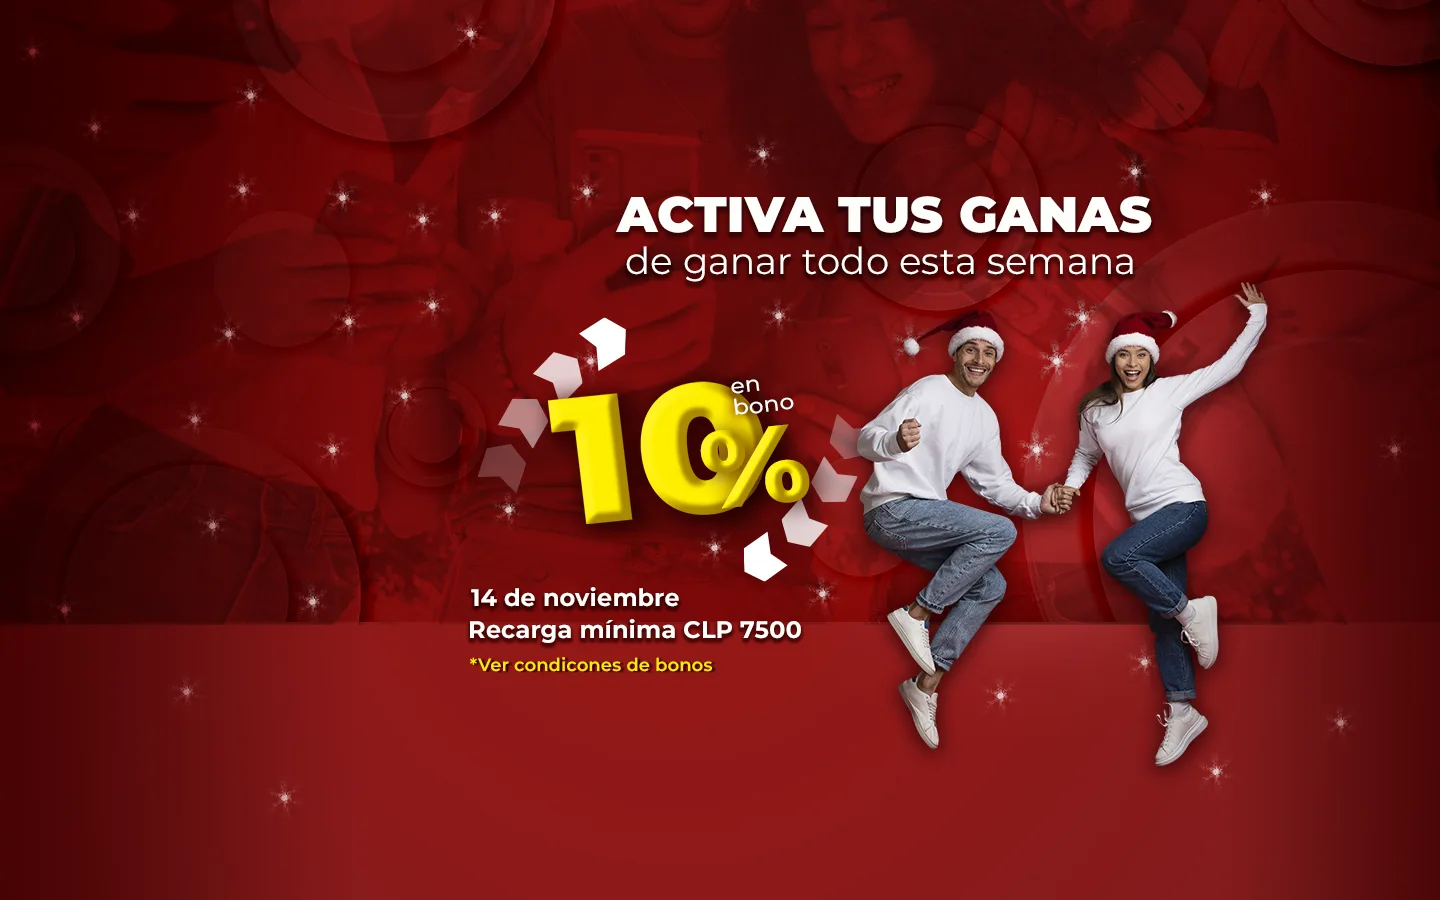 ACTIVA TUS GANAS
de ganar todo esta semana
10%
en
bono
14 de noviembre
Recarga mínima CLP 7500
*Ver condicones de bonos